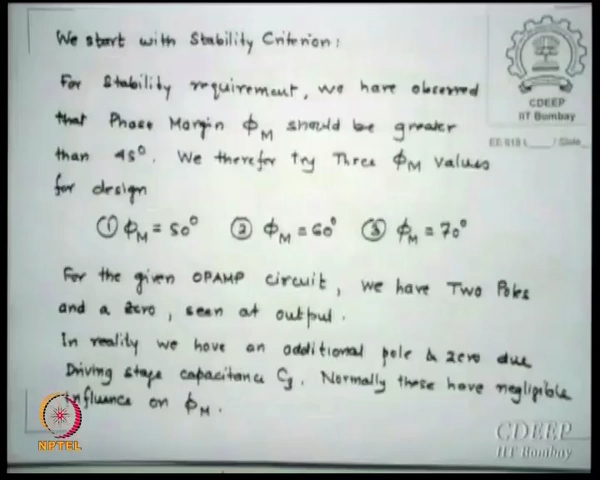 We start with Stability Criterion:
For Stability requirement, we have observed
that Phase Margin ϕM should be greater
than 45°. We therefor try Three ϕM values
for design
① ϕM = 50° ② ϕM = 60° ③ ϕM = 70°
For the given OPAMP circuit, we have Two Poles
and a zero, seen at output.
In reality we have an additional pole & zero due
Driving stage capacitance Cg. Normally these have negligible
influence on ϕM.
CDEEP
IIT Bombay
EE 618 L____ / Slide
NPTEL
CDEEP
IIT Bombay